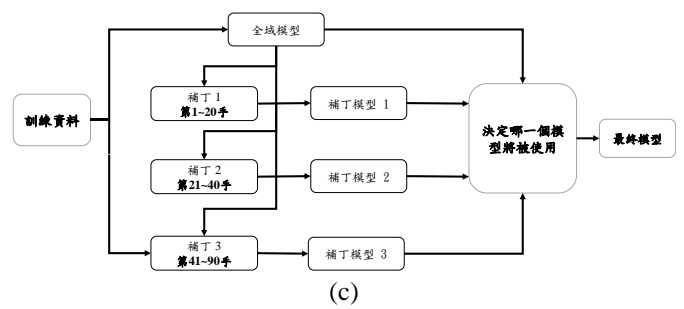 全域模型
補丁 1
第1~20手
補丁模型 1
訓練資料
決定哪一個模
型將被使用
最終模型
補丁 2
第21~40手
補丁模型 2
補丁 3
第41~90手
補丁模型 3
(c)